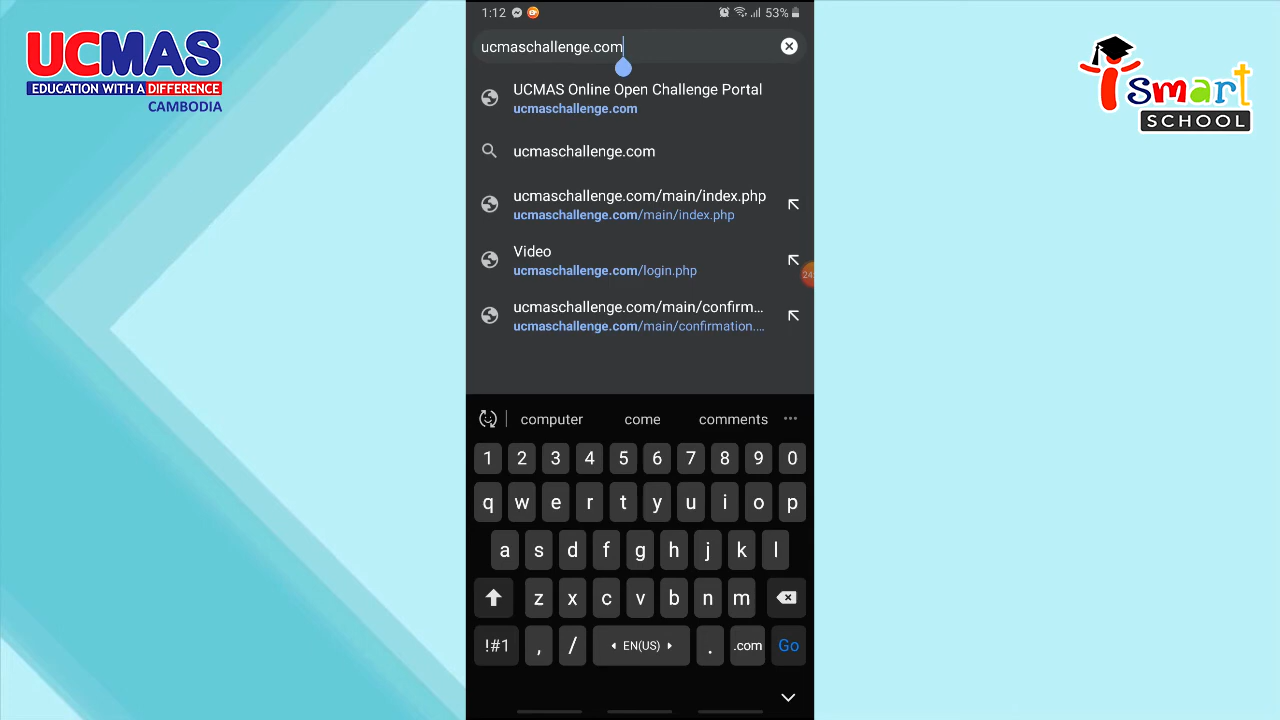 UCMAS
EDUCATION WITH A DIFFERENCE
CAMBODIA
i smart
SCHOOL
1:12
53%
ucmaschallenge.com
UCMAS Online Open Challenge Portal
ucmaschallenge.com
ucmaschallenge.com
ucmaschallenge.com/main/index.php
ucmaschallenge.com/main/index.php
Video
ucmaschallenge.com/login.php
24
ucmaschallenge.com/main/confirm...
ucmaschallenge.com/main/confirmation....
computer come comments ...
1 2 3 4 5 6 7 8 9 0
q w e r t y u i o p
a s d f g h j k l
z x c v b n m
!#1 , / EN(US) . .com Go